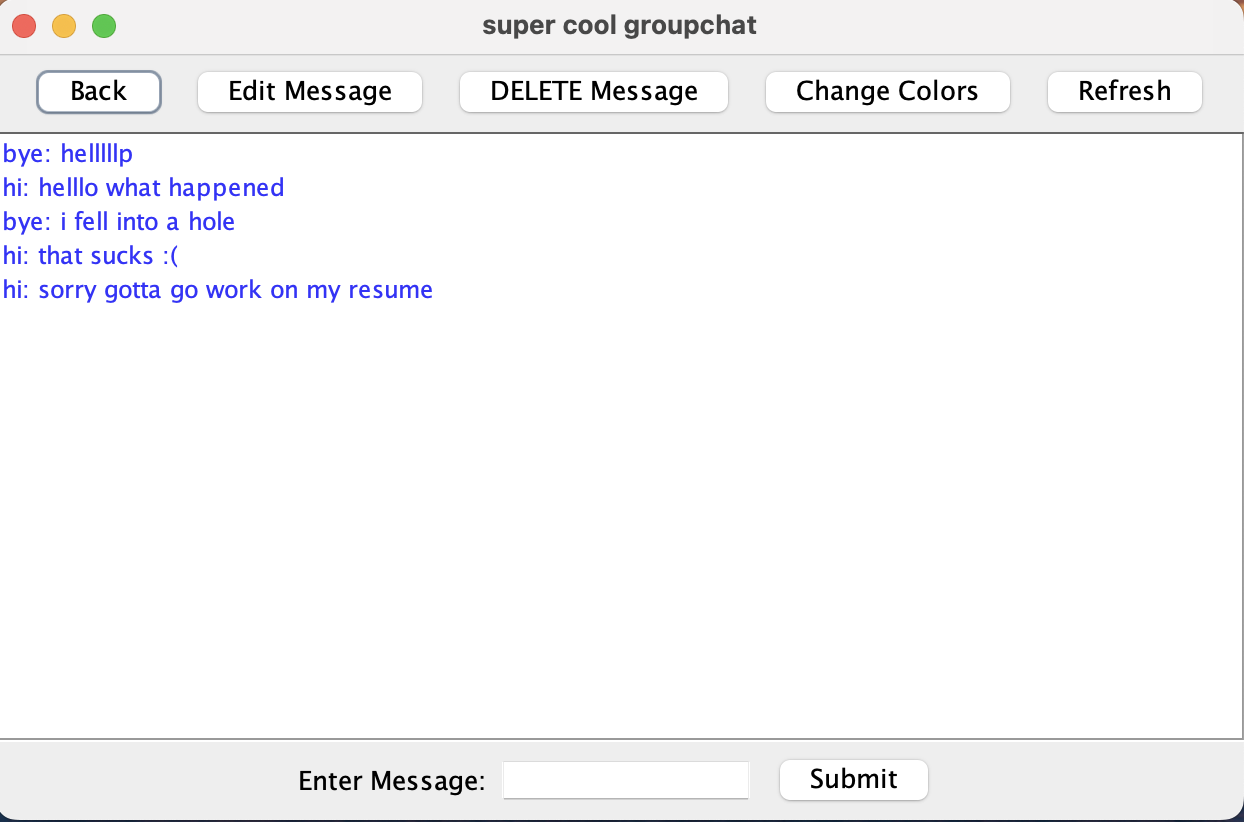 super cool groupchat
Back Edit Message DELETE Message Change Colors Refresh
bye: helllllp
hi: helllo what happened
bye: i fell into a hole
hi: that sucks :(
hi: sorry gotta go work on my resume
Enter Message: Submit